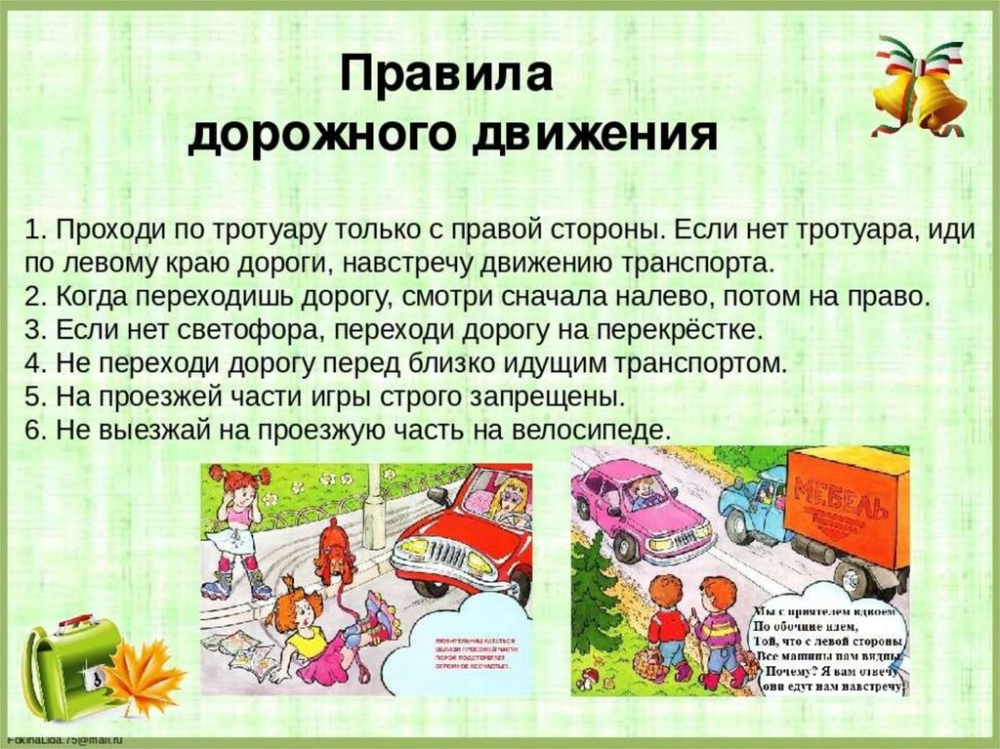 Правила
дорожного движения
1. Проходи по тротуару только с правой стороны. Если нет тротуара, иди
по левому краю дороги, навстречу движению транспорта.
2. Когда переходишь дорогу, смотри сначала налево, потом на право.
3. Если нет светофора, переходи дорогу на перекрёстке.
4. Не переходи дорогу перед близко идущим транспортом.
5. На проезжей части игры строго запрещены.
6. Не выезжай на проезжую часть на велосипеде.
ЛЮБИТЕЛЬНИЦ КАТАТЬСЯ
ВБЛИЗИ ПРОЕЗЖЕЙ ЧАСТИ
ПОРОЙ ПОДСТЕРЕГАЕТ
ОГРОМНОЕ НЕСЧАСТЬЕ!..
МЕБЕЛЬ
Мы с приятелем вдвоем
По обочине идем,
Той, что с левой стороны
Все машины нам видны.
Почему? Я вам отвечу
они едут нам навстречу
FokinaLida.75@mail.ru